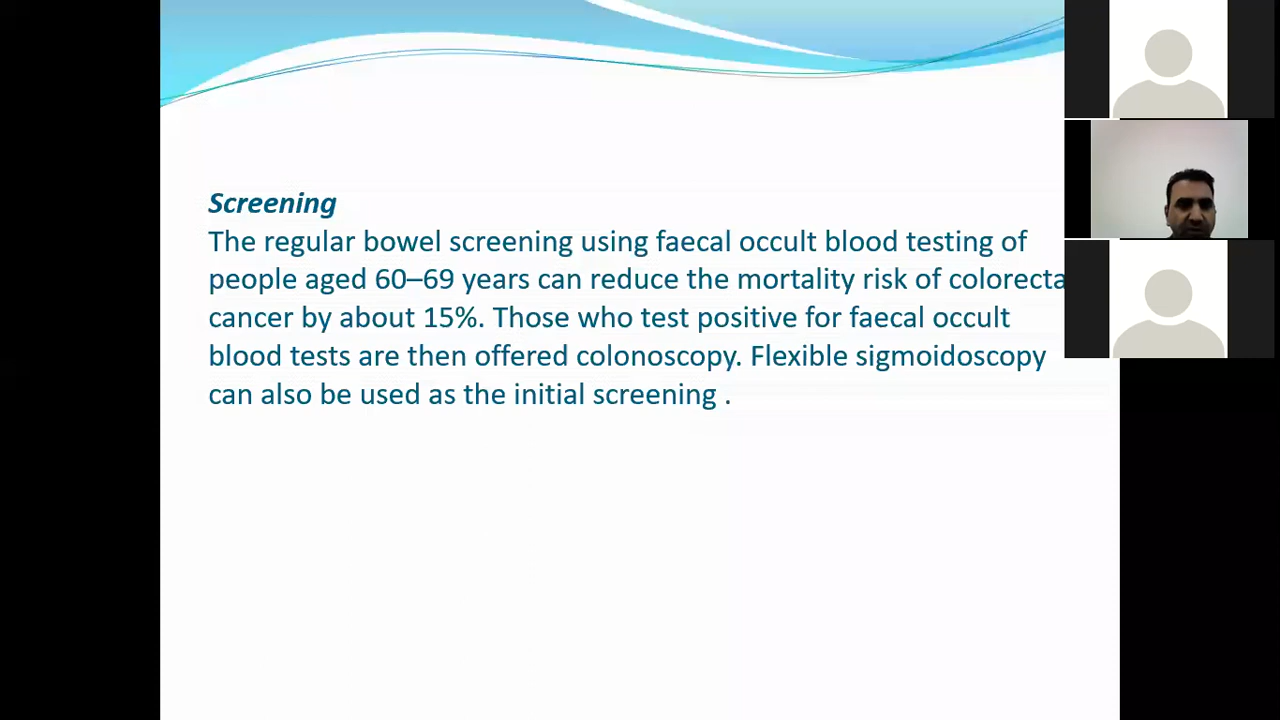 Screening
The regular bowel screening using faecal occult blood testing of
people aged 60–69 years can reduce the mortality risk of colorecta
cancer by about 15%. Those who test positive for faecal occult
blood tests are then offered colonoscopy. Flexible sigmoidoscopy
can also be used as the initial screening .